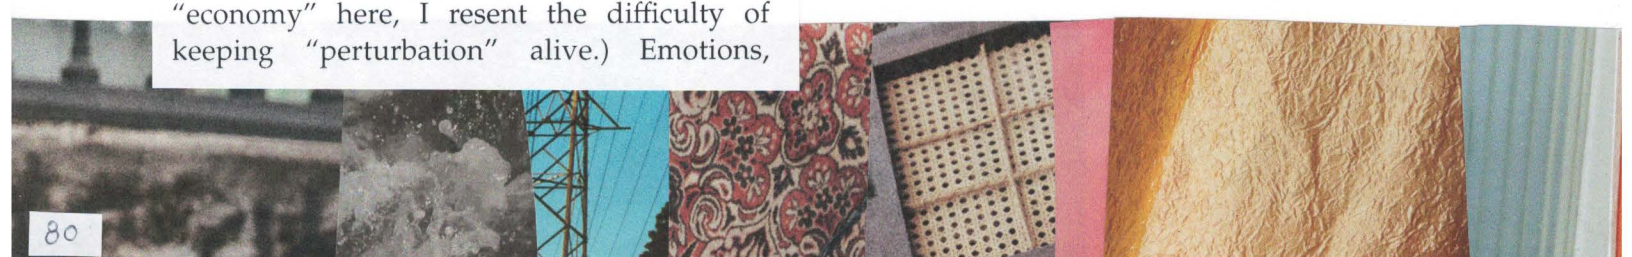 “economy” here, I resent the difficulty of
keeping “perturbation” alive.) Emotions,
80